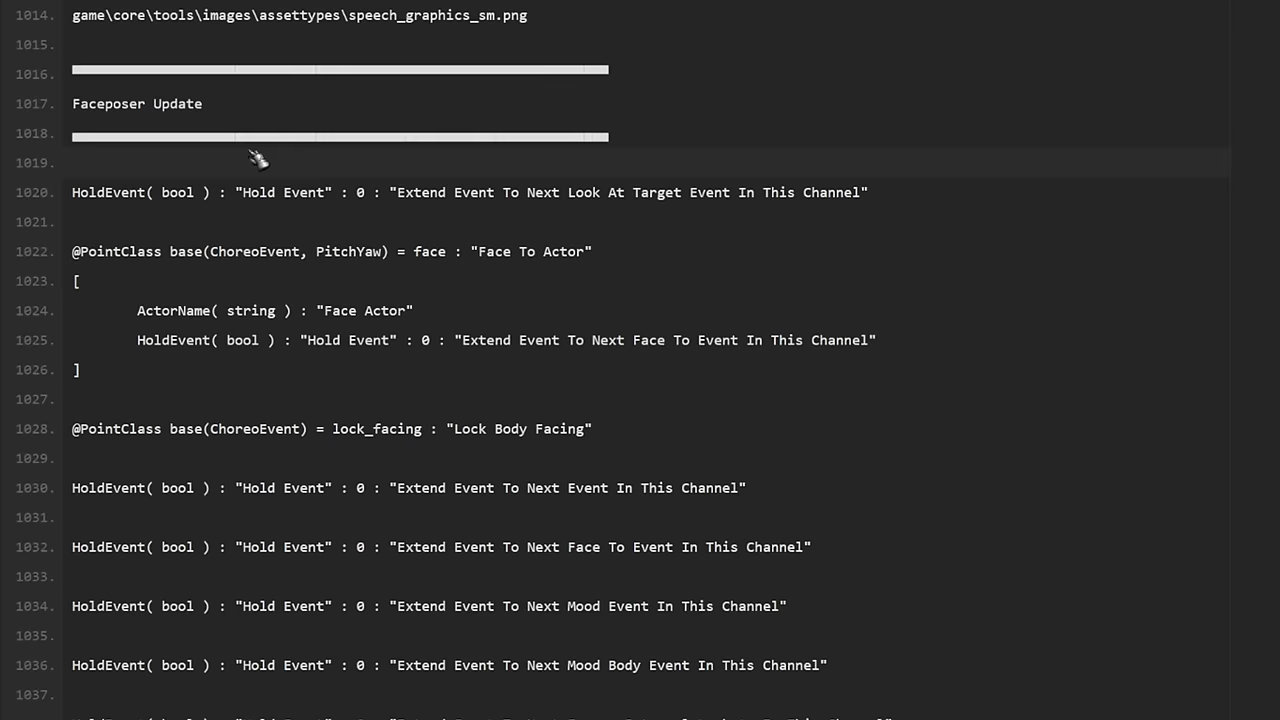 1014. game\core\tools\images\assettypes\speech_graphics_sm.png
1015.
1016.
1017. Faceposer Update
1018.
1019.
1020. HoldEvent( bool ) : "Hold Event" : 0 : "Extend Event To Next Look At Target Event In This Channel"
1021.
1022. @PointClass base(ChoreoEvent, PitchYaw) = face : "Face To Actor"
1023. [
1024. ActorName( string ) : "Face Actor"
1025. HoldEvent( bool ) : "Hold Event" : 0 : "Extend Event To Next Face To Event In This Channel"
1026. ]
1027.
1028. @PointClass base(ChoreoEvent) = lock_facing : "Lock Body Facing"
1029.
1030. HoldEvent( bool ) : "Hold Event" : 0 : "Extend Event To Next Event In This Channel"
1031.
1032. HoldEvent( bool ) : "Hold Event" : 0 : "Extend Event To Next Face To Event In This Channel"
1033.
1034. HoldEvent( bool ) : "Hold Event" : 0 : "Extend Event To Next Mood Event In This Channel"
1035.
1036. HoldEvent( bool ) : "Hold Event" : 0 : "Extend Event To Next Mood Body Event In This Channel"
1037.